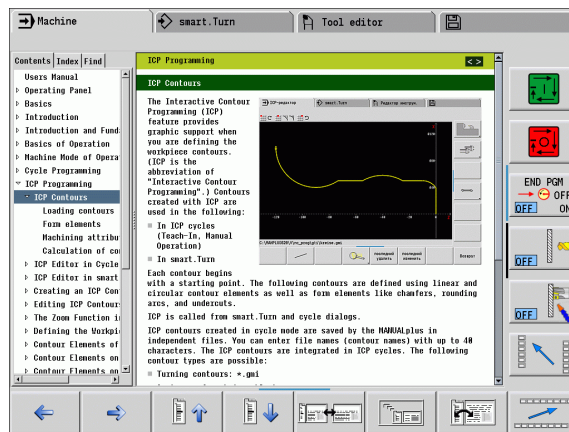 Machine
smart.Turn
Tool editor
Contents Index Find
Users Manual
Operating Panel
Basics
Introduction
Introduction and Fund
Basics of Operation
Machine Mode of Opera
Cycle Programming
ICP Programming
ICP Contours
Loading contours
Form elements
Machining attribu
Calculation of co
ICP Editor in Cycle
ICP Editor in smart
Creating an ICP Con
Editing ICP Contour
The Zoom Function i
Defining the Workpi
Contour Elements of
Contour Elements on
Contour Elements on
ICP Programming
< >
ICP Contours
The Interactive Contour
Programming (ICP)
feature provides
graphic support when
you are defining the
workpiece contours.
(ICP is the
abbreviation of
"Interactive Contour
Programming".) Contours
created with ICP are
used in the following:
In ICP cycles
(Teach-In, Manual
Operation)
In smart.Turn
Each contour begins
with a starting point. The following contours are defined using linear and
circular contour elements as well as form elements like chamfers, rounding
arcs, and undercuts.
ICP is called from smart.Turn and cycle dialogs.
ICP contours created in cycle mode are saved by the MANUALplus in
independent files. You can enter file names (contour names) with up to 40
characters. The ICP contours are integrated in ICP cycles. The following
contour types are possible:
Turning contours: *.gmi
smart.Turn
Возврат
END PGM
OFF
OFF ON
OFF
OFF